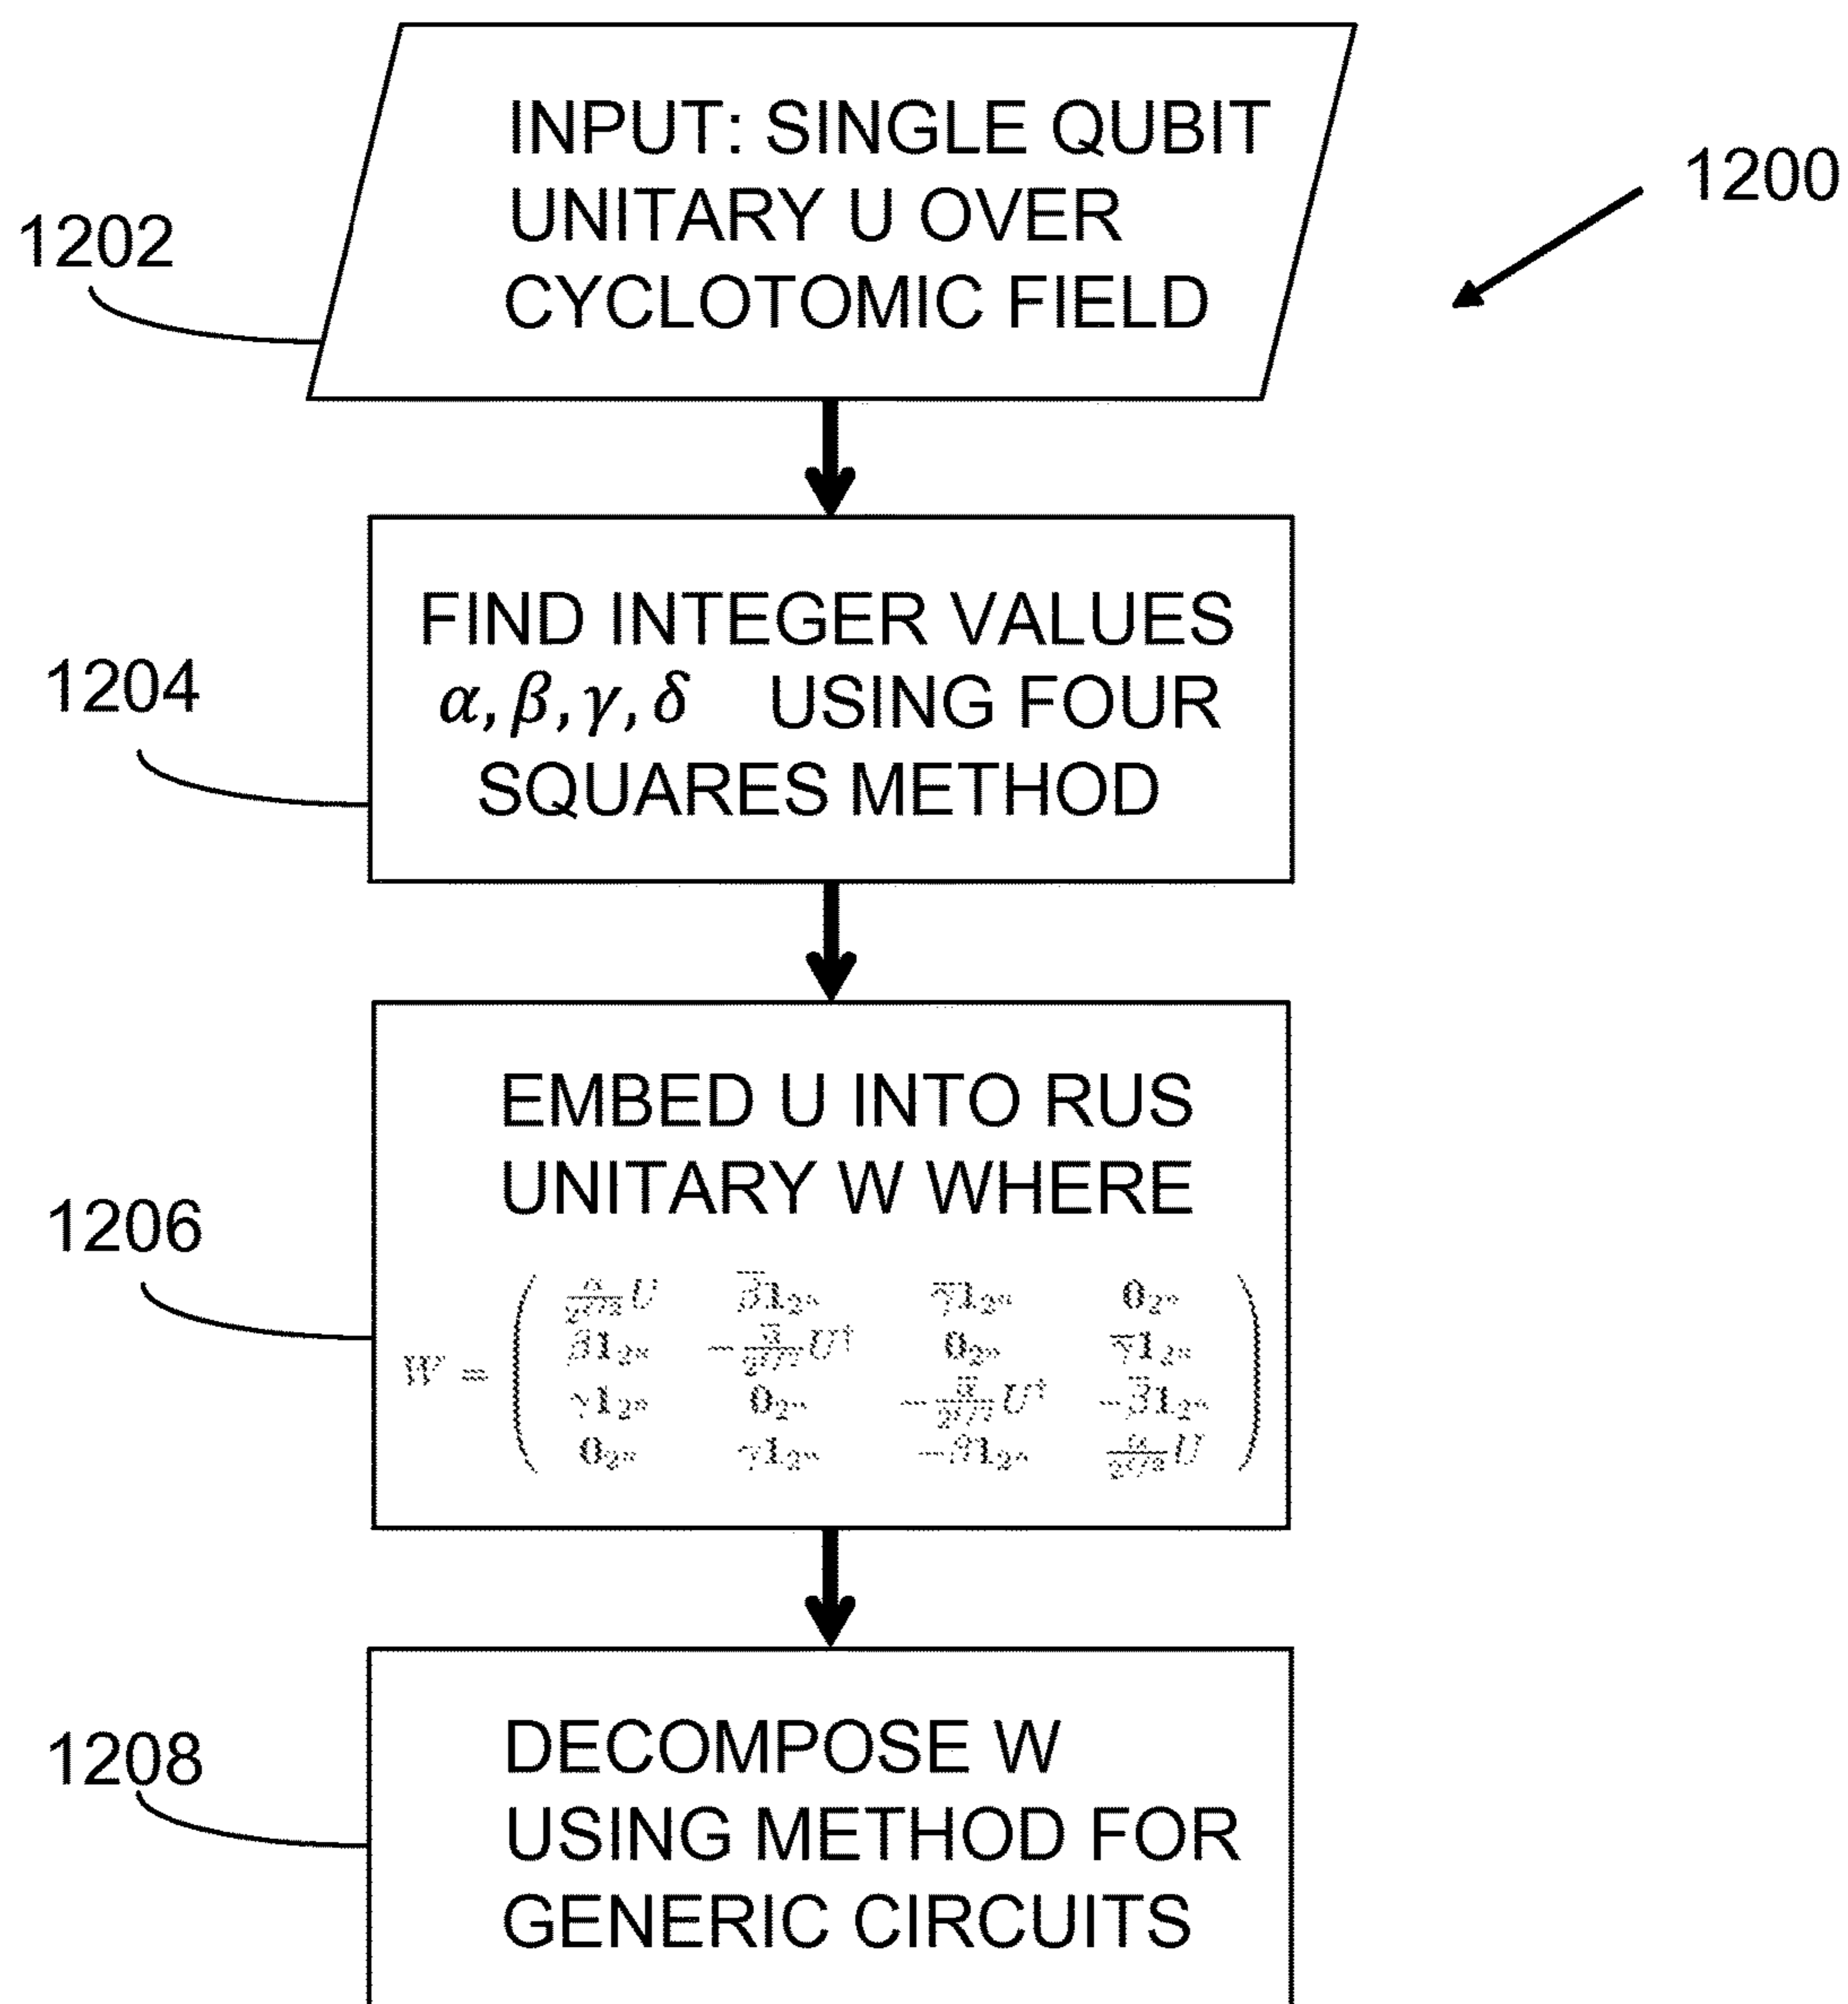 INPUT: SINGLE QUBIT
UNITARY U OVER
CYCLOTOMIC FIELD
1200
1202
FIND INTEGER VALUES
α, β, γ, δ USING FOUR
SQUARES METHOD
1204
EMBED U INTO RUS
UNITARY W WHERE
1206
W =
DECOMPOSE W
USING METHOD FOR
GENERIC CIRCUITS
1208